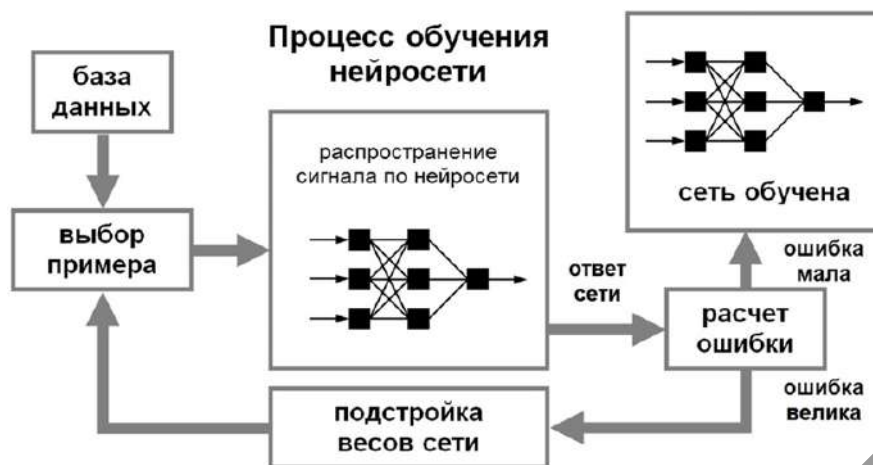 Процесс обучения
нейросети
база
данных
выбор
примера
распространение
сигнала по нейросети
ответ
сети
расчет
ошибки
ошибка
мала
сеть обучена
ошибка
велика
подстройка
весов сети